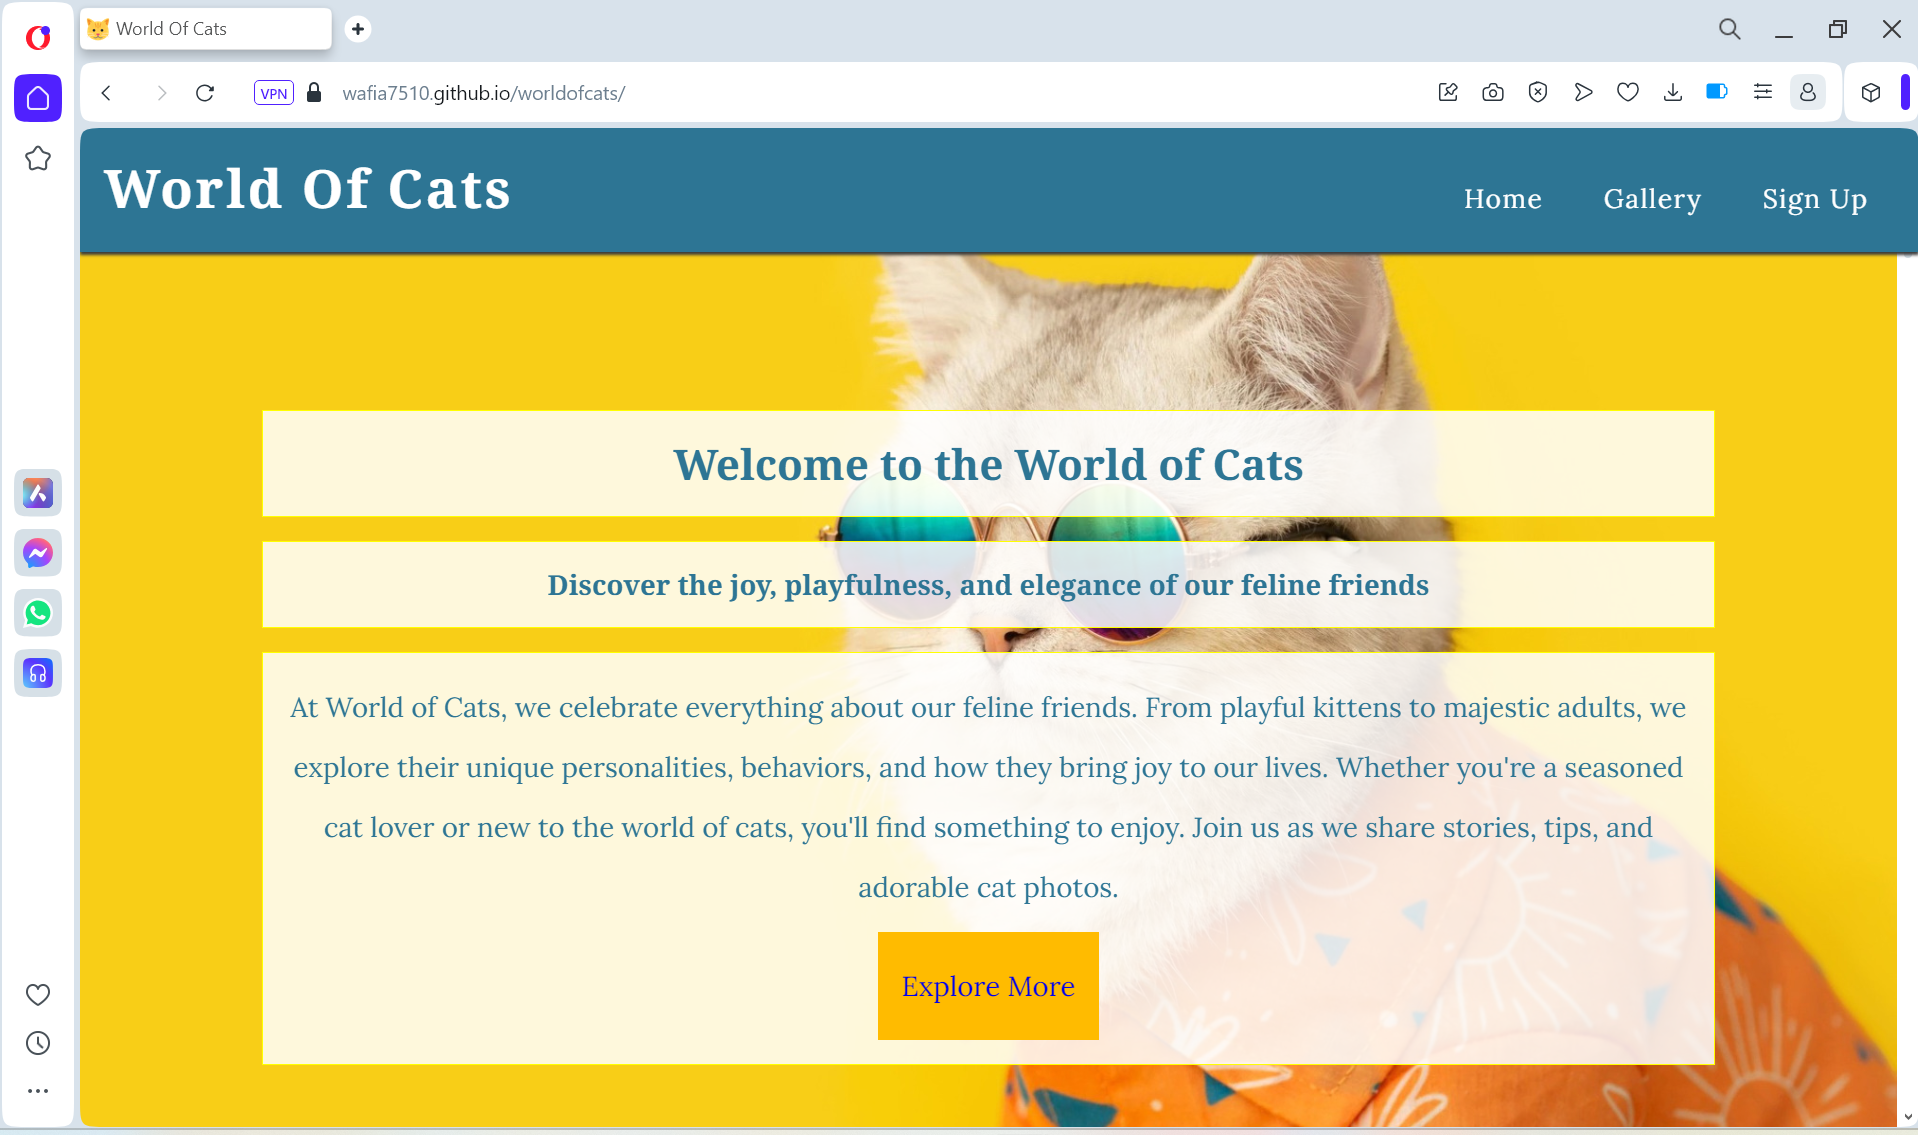 World Of Cats
VPN
wafia7510.github.io/worldofcats/
World Of Cats
Home
Gallery
Sign Up
Welcome to the World of Cats
Discover the joy, playfulness, and elegance of our feline friends
At World of Cats, we celebrate everything about our feline friends. From playful kittens to majestic adults, we
explore their unique personalities, behaviors, and how they bring joy to our lives. Whether you're a seasoned
cat lover or new to the world of cats, you'll find something to enjoy. Join us as we share stories, tips, and
adorable cat photos.
Explore More